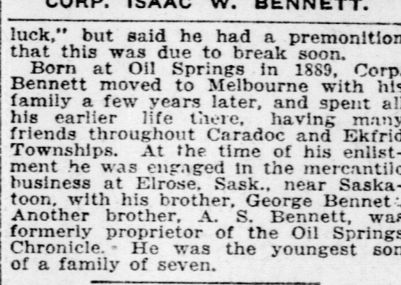 CORP. ISAAC W. BENNETT.
luck," but said he had a premonition
that this was due to break soon.
Born at Oil Springs in 1889, Corp.
Bennett moved to Melbourne with his
family a few years later, and spent all
his earlier life there, having many
friends throughout Caradoc and Ekfrid
Townships. At the time of his enlist-
ment he was engaged in the mercantile
business at Elrose, Sask., near Saska-
toon, with his brother, George Bennet.
Another brother, A. S. Bennett, was
formerly proprietor of the Oil Springs
Chronicle. He was the youngest son
of a family of seven.